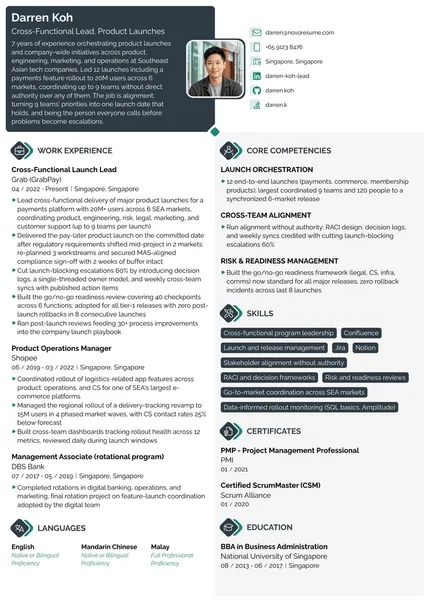 Darren Koh
Cross-Functional Lead, Product Launches
7 years of experience orchestrating product launches
and company-wide initiatives across product,
engineering, marketing, and operations at Southeast
Asian tech companies. Led 12 launches including a
payments feature rollout to 20M users across 6
markets, coordinating up to 9 teams without direct
authority over any of them. The job is alignment:
turning 9 teams' priorities into one launch date that
holds, and being the person everyone calls before
problems become escalations.
darren@novoresume.com
+65 9123 8476
Singapore, Singapore
darren-koh-lead
darren.koh
darren.k
WORK EXPERIENCE
Cross-Functional Launch Lead
Grab (GrabPay)
04 / 2022 - Present | Singapore, Singapore
Lead cross-functional delivery of major product launches for a
payments platform with 20M+ users across 6 SEA markets,
coordinating product, engineering, risk, legal, marketing, and
customer support (up to 9 teams per launch)
Delivered the pay-later product launch on the committed date
after regulatory requirements shifted mid-project in 2 markets:
re-planned 3 workstreams and secured MAS-aligned
compliance sign-off with 2 weeks of buffer intact
Cut launch-blocking escalations 60% by introducing decision
logs, a single-threaded owner model, and weekly cross-team
syncs with published action items
Built the go/no-go readiness review covering 40 checkpoints
across 6 functions; adopted for all tier-1 releases with zero post-
launch rollbacks in 8 consecutive launches
Ran post-launch reviews feeding 30+ process improvements
into the company launch playbook
Product Operations Manager
Shopee
06 / 2019 - 03 / 2022 | Singapore, Singapore
Coordinated rollout of logistics-related app features across
product, operations, and CS for one of SEA's largest e-
commerce platforms
Managed the regional rollout of a delivery-tracking revamp to
15M users in 4 phased market waves, with CS contact rates 25%
below forecast
Built cross-team dashboards tracking rollout health across 12
metrics, reviewed daily during launch windows
Management Associate (rotational program)
DBS Bank
07 / 2017 - 05 / 2019 | Singapore, Singapore
Completed rotations in digital banking, operations, and
marketing; final rotation project on feature-launch coordination
adopted by the digital team
LANGUAGES
English
Native or Bilingual
Proficiency
Mandarin Chinese
Native or Bilingual
Proficiency
Malay
Full Professional
Proficiency
CORE COMPETENCIES
LAUNCH ORCHESTRATION
12 end-to-end launches (payments, commerce, membership
products); largest coordinated 9 teams and 120 people to a
synchronized 6-market release
CROSS-TEAM ALIGNMENT
Run alignment without authority: RACI design, decision logs,
and weekly syncs credited with cutting launch-blocking
escalations 60%
RISK & READINESS MANAGEMENT
Built the go/no-go readiness framework (legal, CS, infra,
comms) now standard for all major releases; zero rollback
incidents across last 8 launches
SKILLS
Cross-functional program leadership
Confluence
Launch and release management
Jira
Notion
Stakeholder alignment without authority
RACI and decision frameworks
Risk and readiness reviews
Go-to-market coordination across SEA markets
Data-informed rollout monitoring (SQL basics, Amplitude)
CERTIFICATES
PMP - Project Management Professional
PMI
01 / 2021
Certified ScrumMaster (CSM)
Scrum Alliance
01 / 2020
EDUCATION
BBA in Business Administration
National University of Singapore
08 / 2013 - 06 / 2017 | Singapore